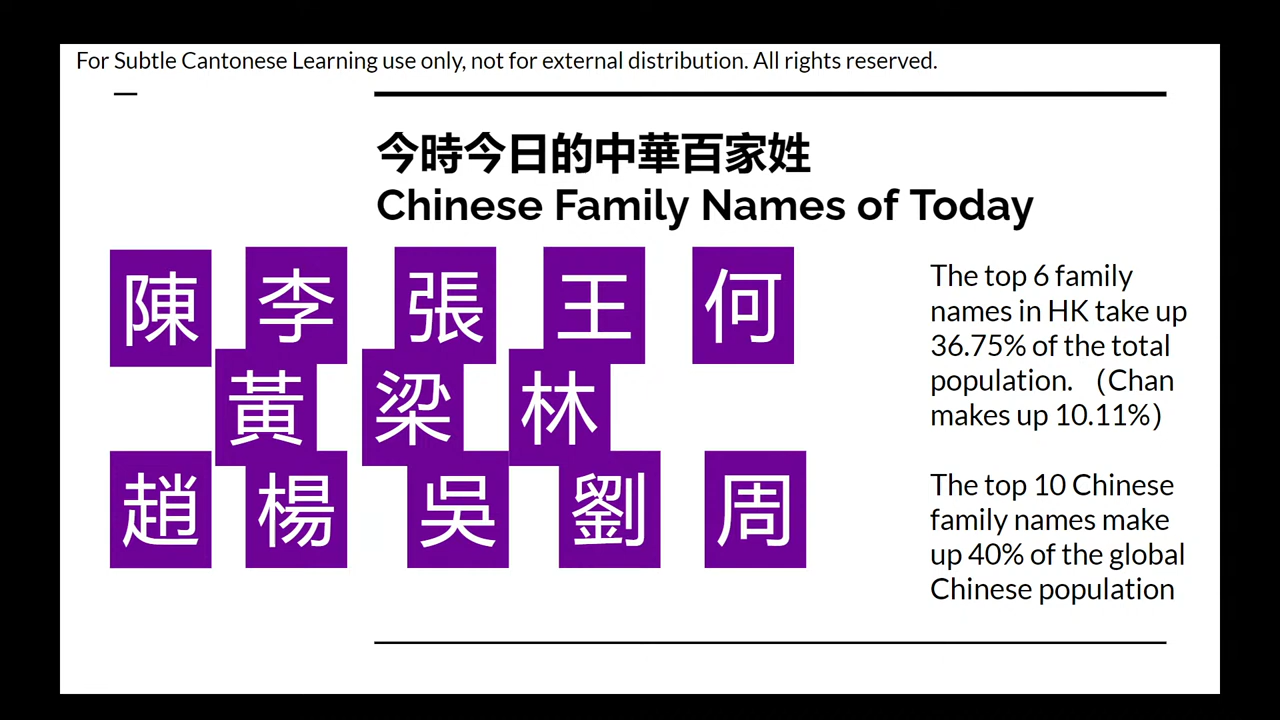 For Subtle Cantonese Learning use only, not for external distribution. All rights reserved.
今時今日的中華百家姓
Chinese Family Names of Today
陳 李 張 王 何
黃 梁 林
趙 楊 吳 劉 周
The top 6 family
names in HK take up
36.75% of the total
population. （Chan
makes up 10.11%)
The top 10 Chinese
family names make
up 40% of the global
Chinese population